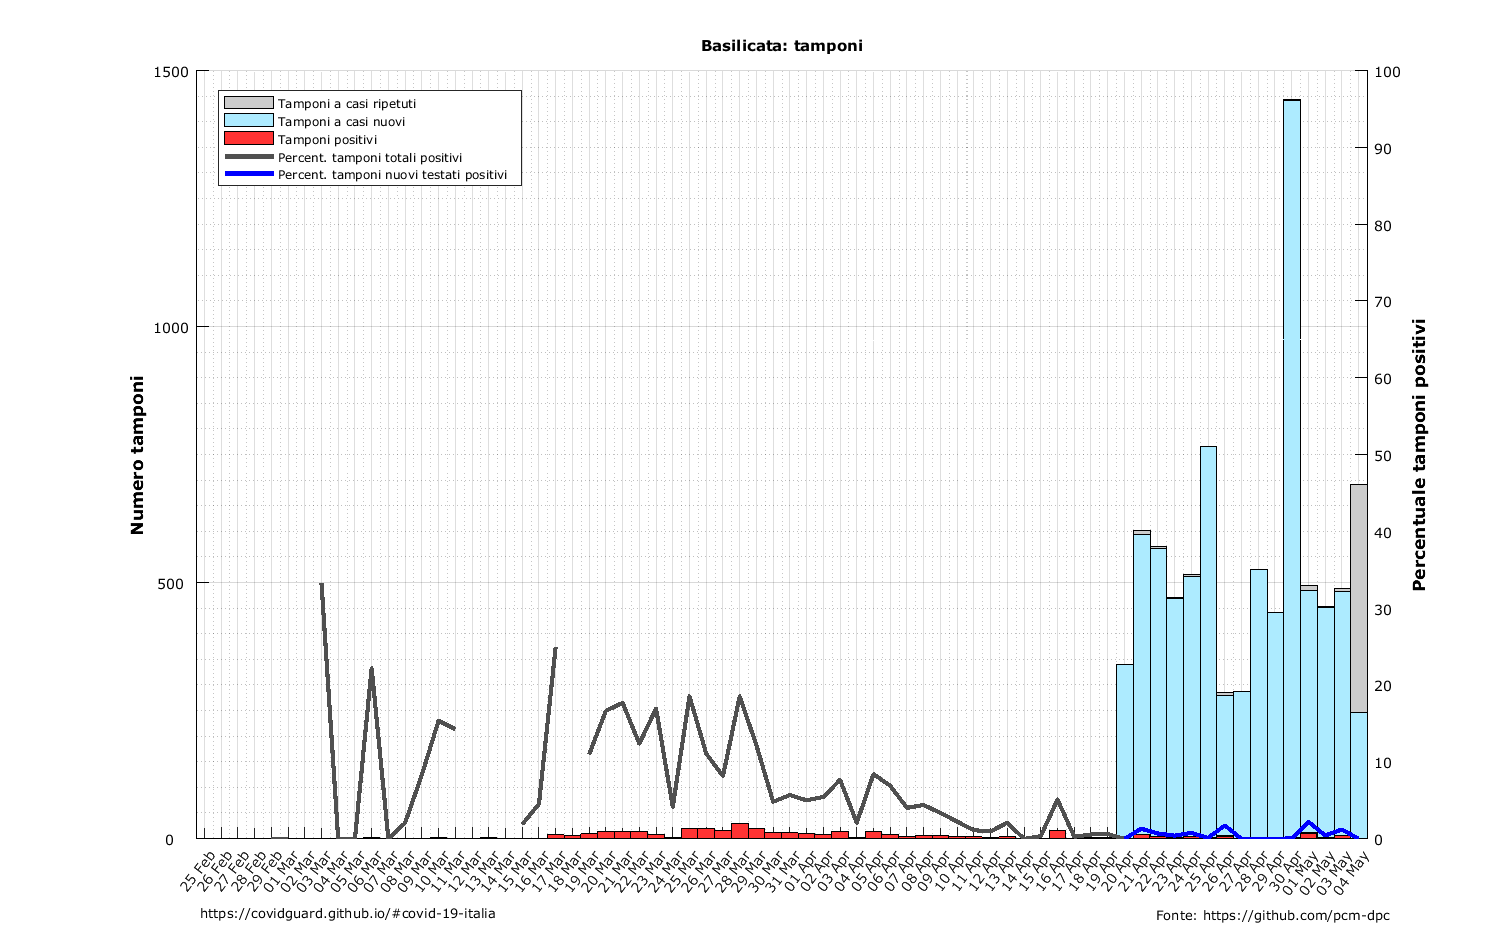 Basilicata: tamponi
Tamponi a casi ripetuti
Tamponi a casi nuovi
Tamponi positivi
Percent. tamponi totali positivi
Percent. tamponi nuovi testati positivi
Numero tamponi
1500
1000
500
0
Percentuale tamponi positivi
100
90
80
70
60
50
40
30
20
10
0
25 Feb
26 Feb
27 Feb
28 Feb
29 Feb
01 Mar
02 Mar
03 Mar
04 Mar
05 Mar
06 Mar
07 Mar
08 Mar
09 Mar
10 Mar
11 Mar
12 Mar
13 Mar
14 Mar
15 Mar
16 Mar
17 Mar
18 Mar
19 Mar
20 Mar
21 Mar
22 Mar
23 Mar
24 Mar
25 Mar
26 Mar
27 Mar
28 Mar
29 Mar
30 Mar
31 Mar
01 Apr
02 Apr
03 Apr
04 Apr
05 Apr
06 Apr
07 Apr
08 Apr
09 Apr
10 Apr
11 Apr
12 Apr
13 Apr
14 Apr
15 Apr
16 Apr
17 Apr
18 Apr
19 Apr
20 Apr
21 Apr
22 Apr
23 Apr
24 Apr
25 Apr
26 Apr
27 Apr
28 Apr
29 Apr
30 Apr
01 May
02 May
03 May
04 May
https://covidguard.github.io/#covid-19-italia
Fonte: https://github.com/pcm-dpc